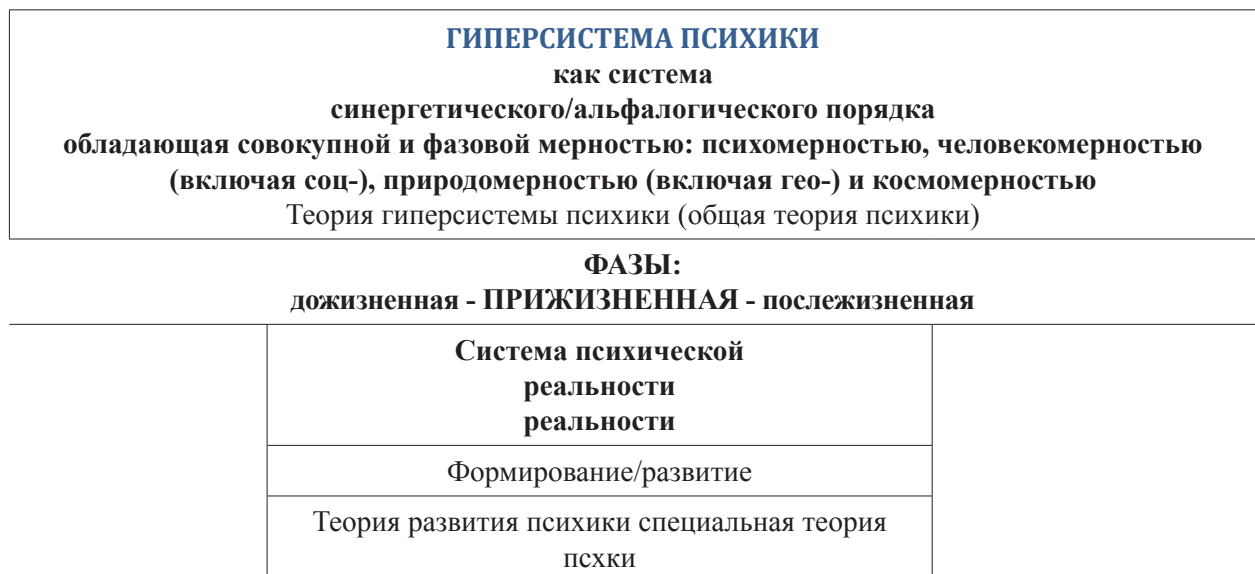 ГИПЕРСИСТЕМА ПСИХИКИ
как система
синергетического/альфалогического порядка
обладающая совокупной и фазовой мерностью: психомерностью, человекомерностью
(включая соц-), природомерностью (включая гео-) и космомерностью
Теория гиперсистемы психики (общая теория психики)
ФАЗЫ:
дожизненная - ПРИЖИЗНЕННАЯ - послежизненная
Система психической
реальности
реальности
Формирование/развитие
Теория развития психики специальная теория
псхки